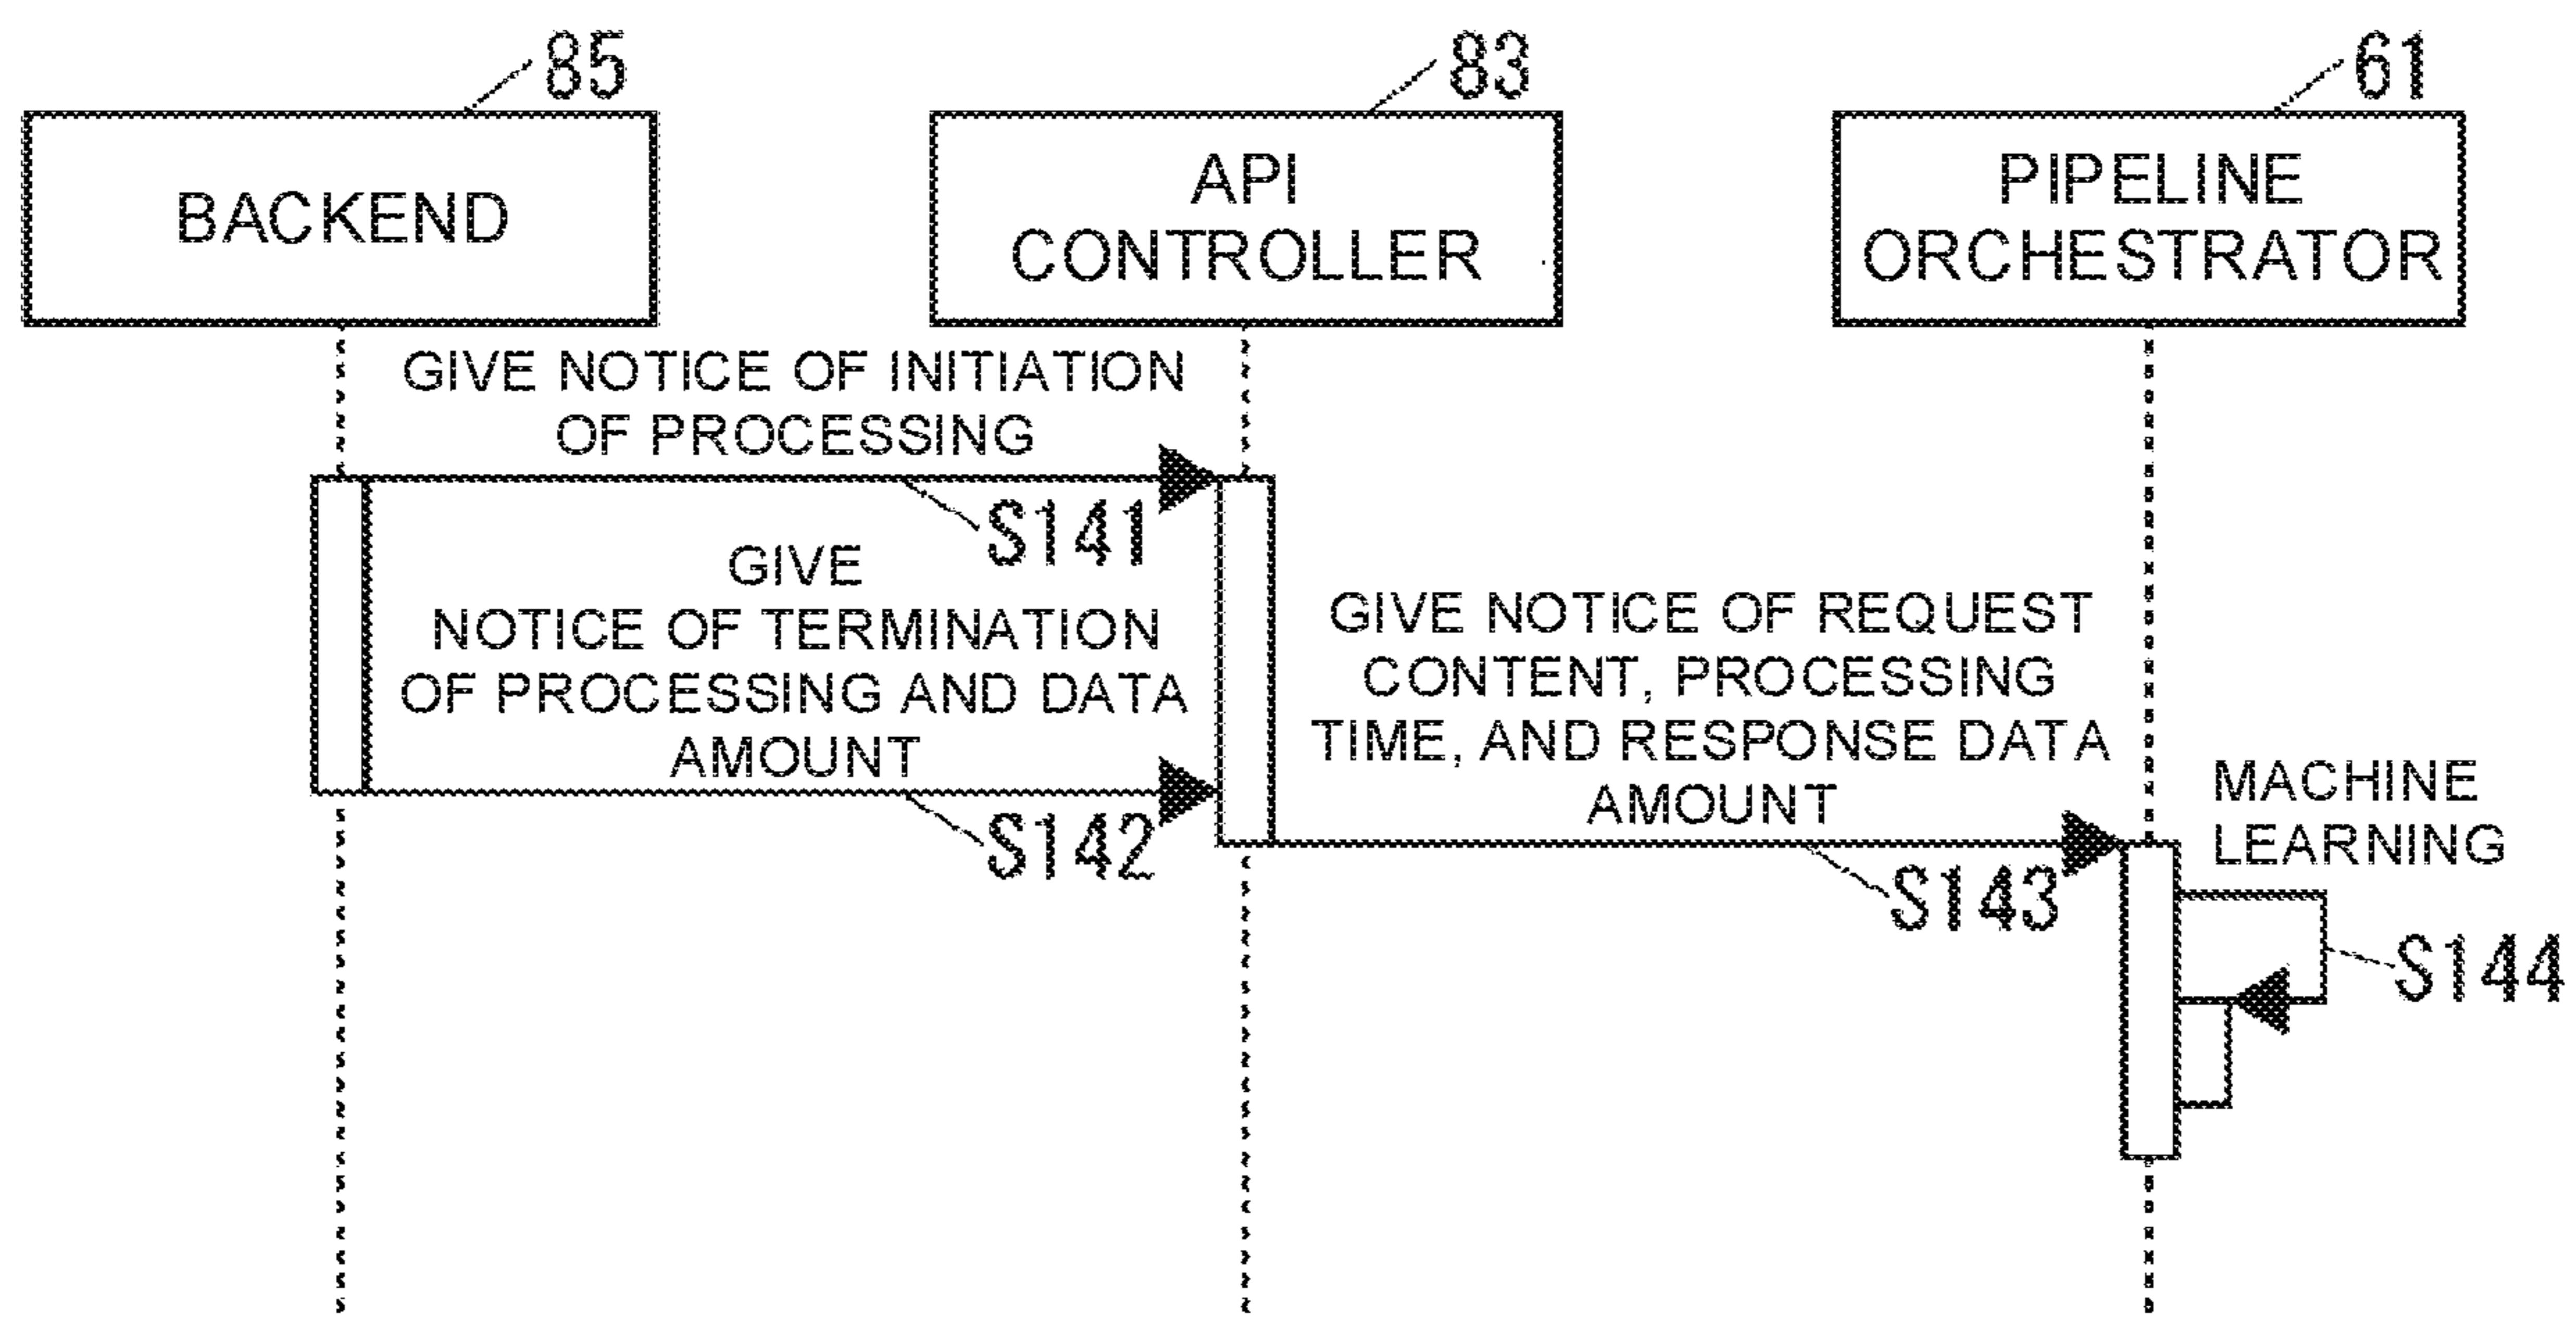 85
83
61
BACKEND
API
CONTROLLER
PIPELINE
ORCHESTRATOR
GIVE NOTICE OF INITIATION
OF PROCESSING
S141
GIVE
NOTICE OF TERMINATION
OF PROCESSING AND DATA
AMOUNT
S142
GIVE NOTICE OF REQUEST
CONTENT, PROCESSING
TIME, AND RESPONSE DATA
AMOUNT
S143
MACHINE
LEARNING
S144